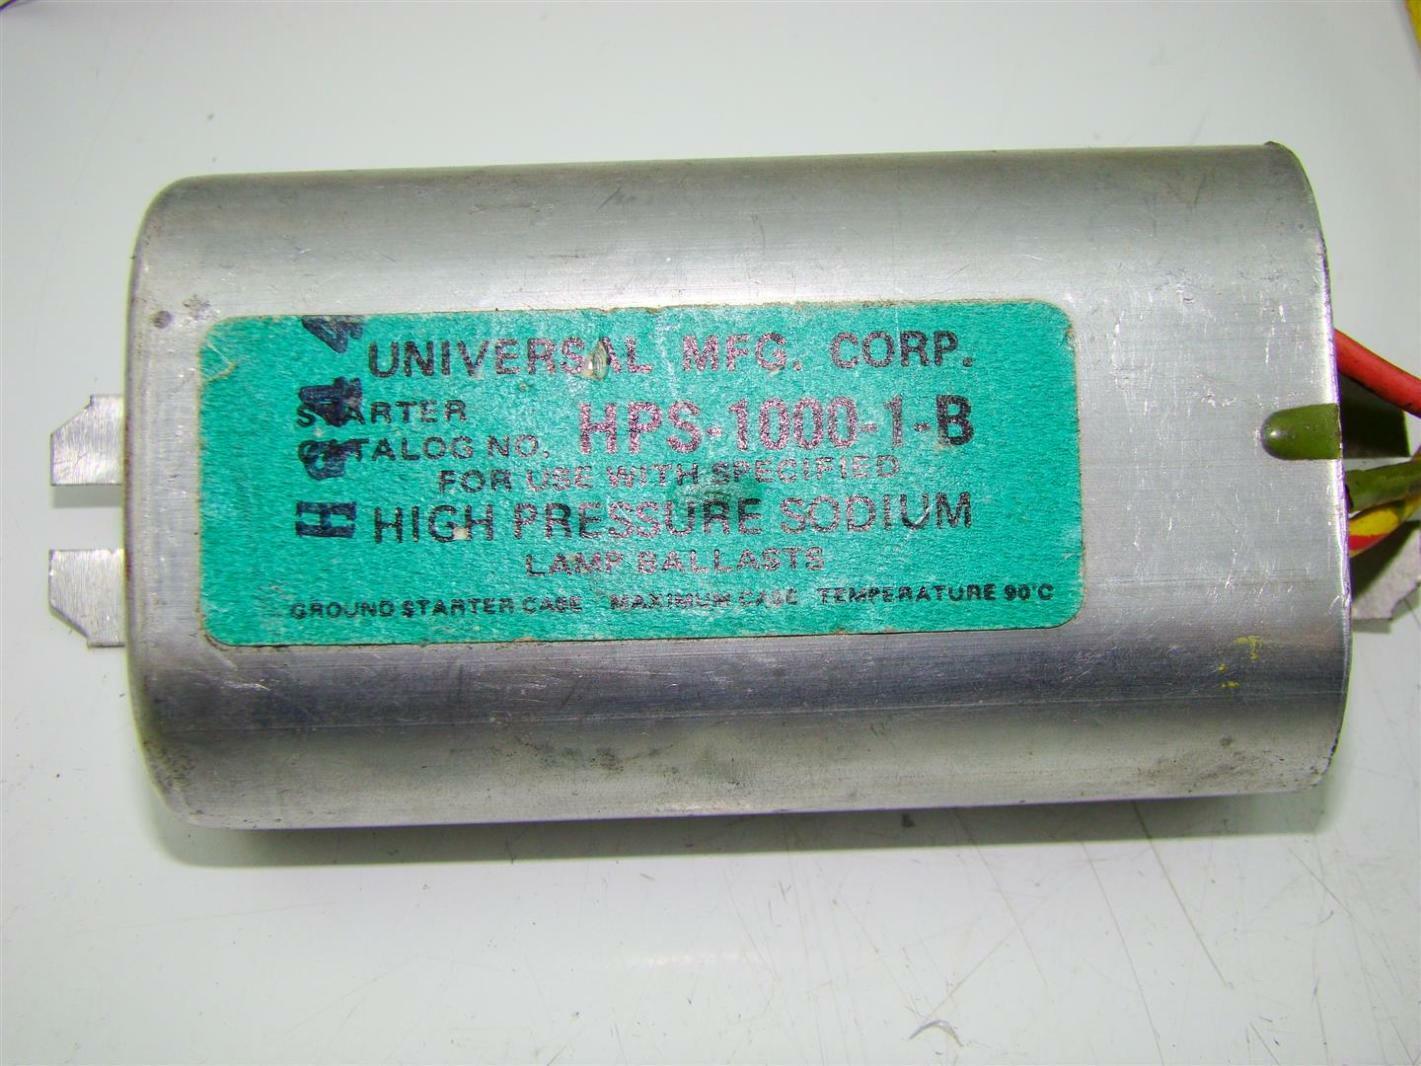 UNIVERSAL MFG. CORP.
STARTER
CATALOG NO. HPS-1000-1-B
FOR USE WITH SPECIFIED
HIGH PRESSURE SODIUM
LAMP BALLASTS
GROUND STARTER CASE MAXIMUM CASE TEMPERATURE 90°C